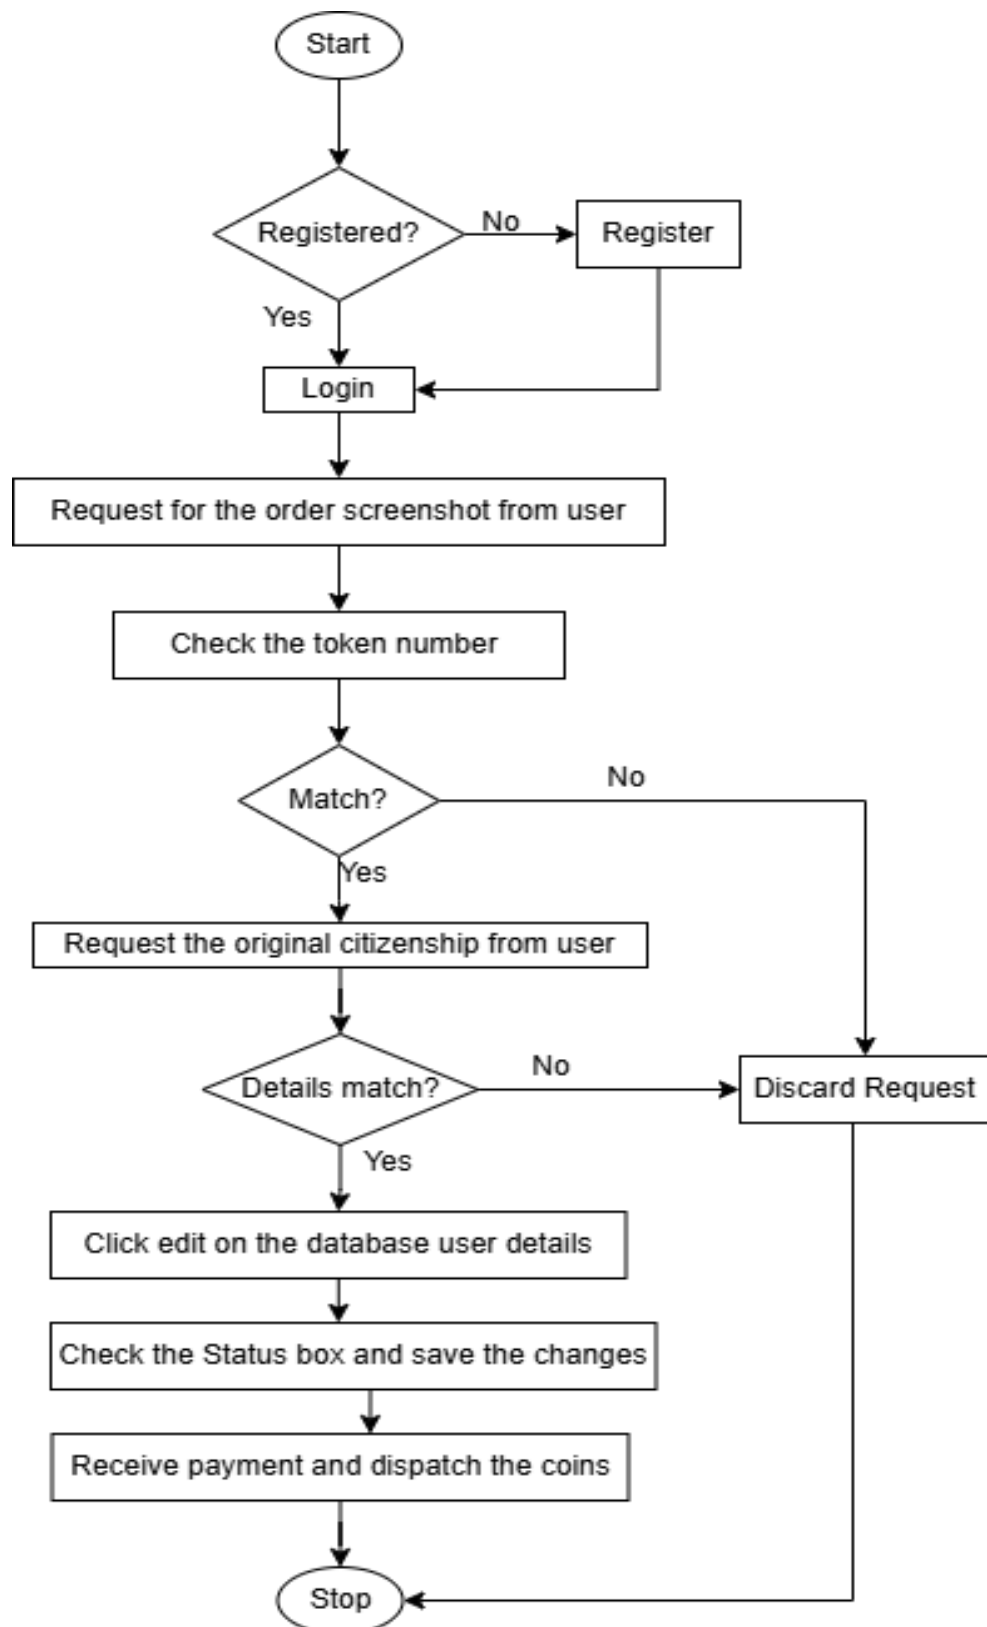 Start
Registered?
No
Register
Yes
Login
Request for the order screenshot from user
Check the token number
Match?
No
Yes
Request the original citizenship from user
Details match?
No
Discard Request
Yes
Click edit on the database user details
Check the Status box and save the changes
Receive payment and dispatch the coins
Stop